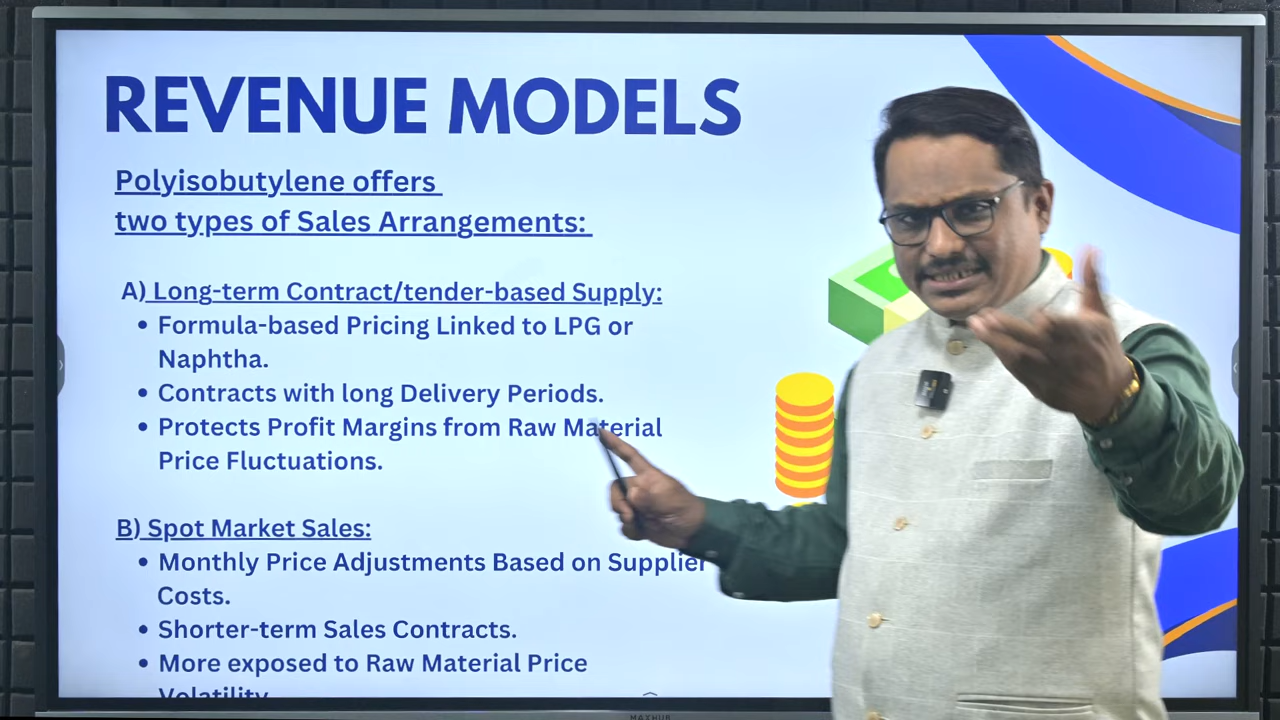 REVENUE MODELS
Polyisobutylene offers
two types of Sales Arrangements:
A) Long-term Contract/tender-based Supply:
• Formula-based Pricing Linked to LPG or
Naphtha.
• Contracts with long Delivery Periods.
• Protects Profit Margins from Raw Material
Price Fluctuations.
B) Spot Market Sales:
• Monthly Price Adjustments Based on Supplier
Costs.
• Shorter-term Sales Contracts.
• More exposed to Raw Material Price
Volatility
MAXHUB